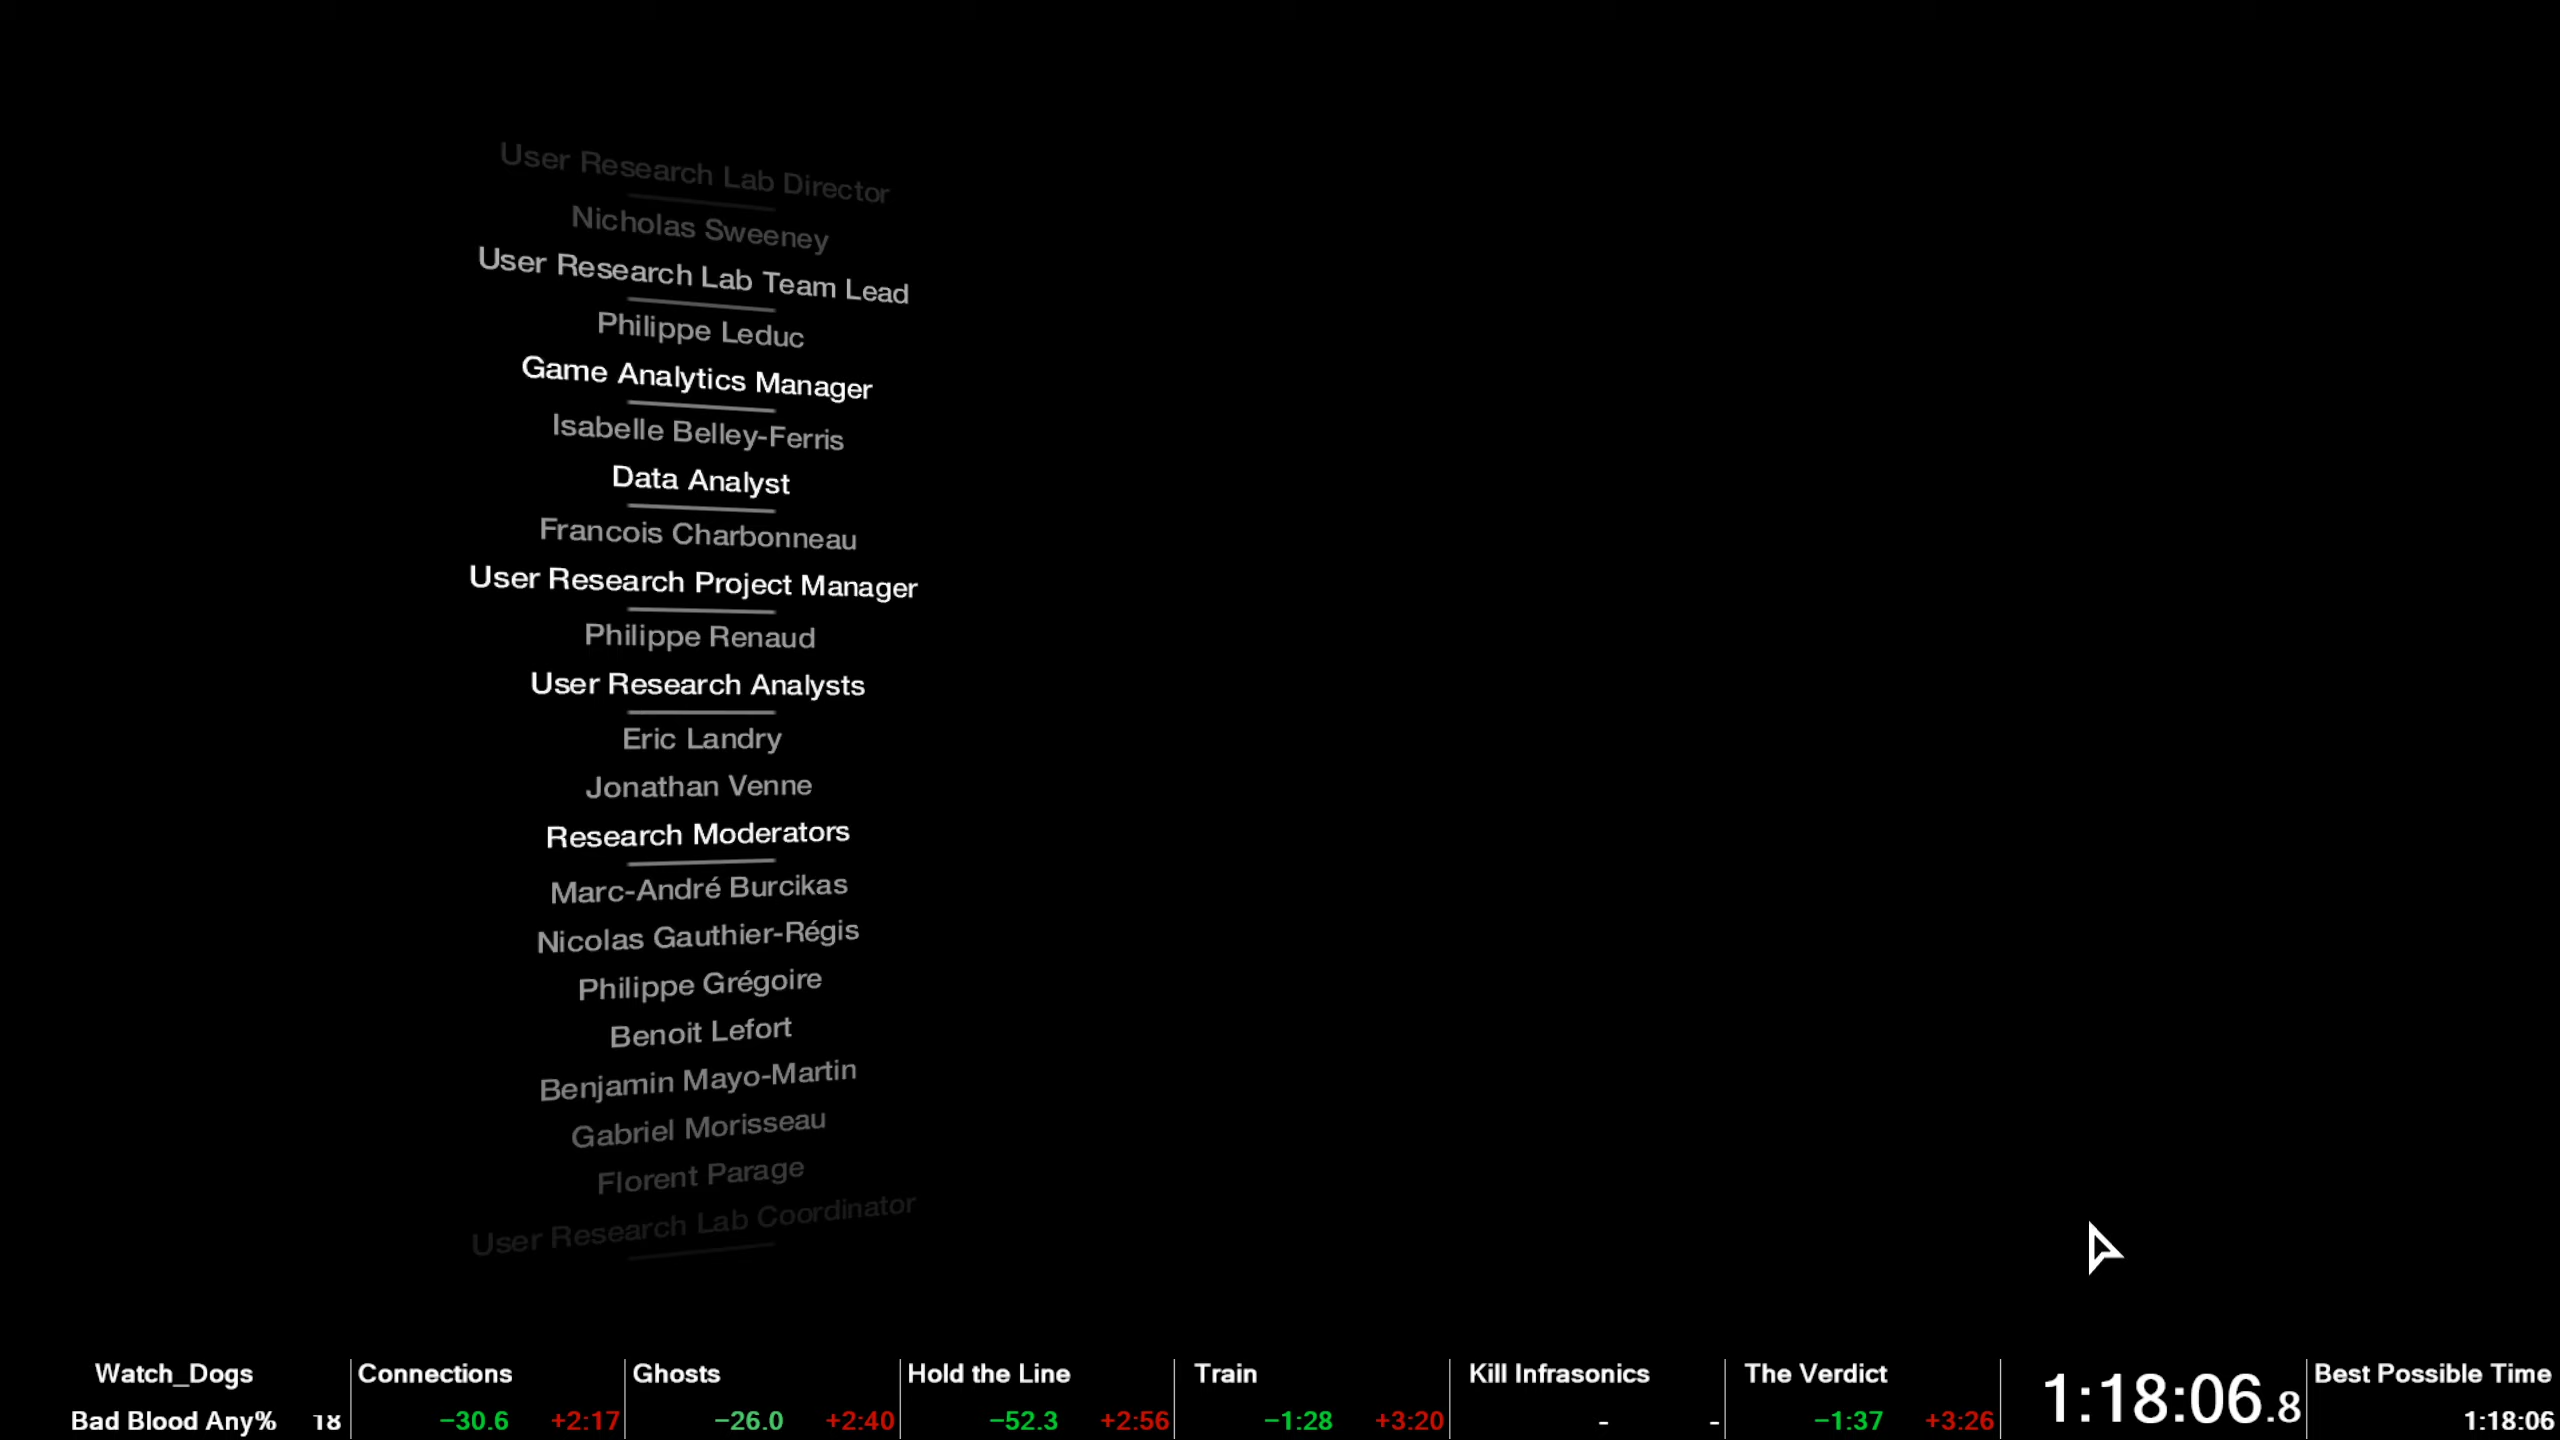 User Research Lab Director
Nicholas Sweeney
User Research Lab Team Lead
Philippe Leduc
Game Analytics Manager
Isabelle Belley-Ferris
Data Analyst
Francois Charbonneau
User Research Project Manager
Philippe Renaud
User Research Analysts
Eric Landry
Jonathan Venne
Research Moderators
Marc-André Burcikas
Nicolas Gauthier-Régis
Philippe Grégoire
Benoit Lefort
Benjamin Mayo-Martin
Gabriel Morisseau
Florent Parage
User Research Lab Coordinator
Watch_Dogs
Bad Blood Any% 18
Connections
−30.6 +2:17
Ghosts
−26.0 +2:40
Hold the Line
−52.3 +2:56
Train
−1:28 +3:20
Kill Infrasonics
- -
The Verdict
−1:37 +3:26
1:18:06.8
Best Possible Time
1:18:06